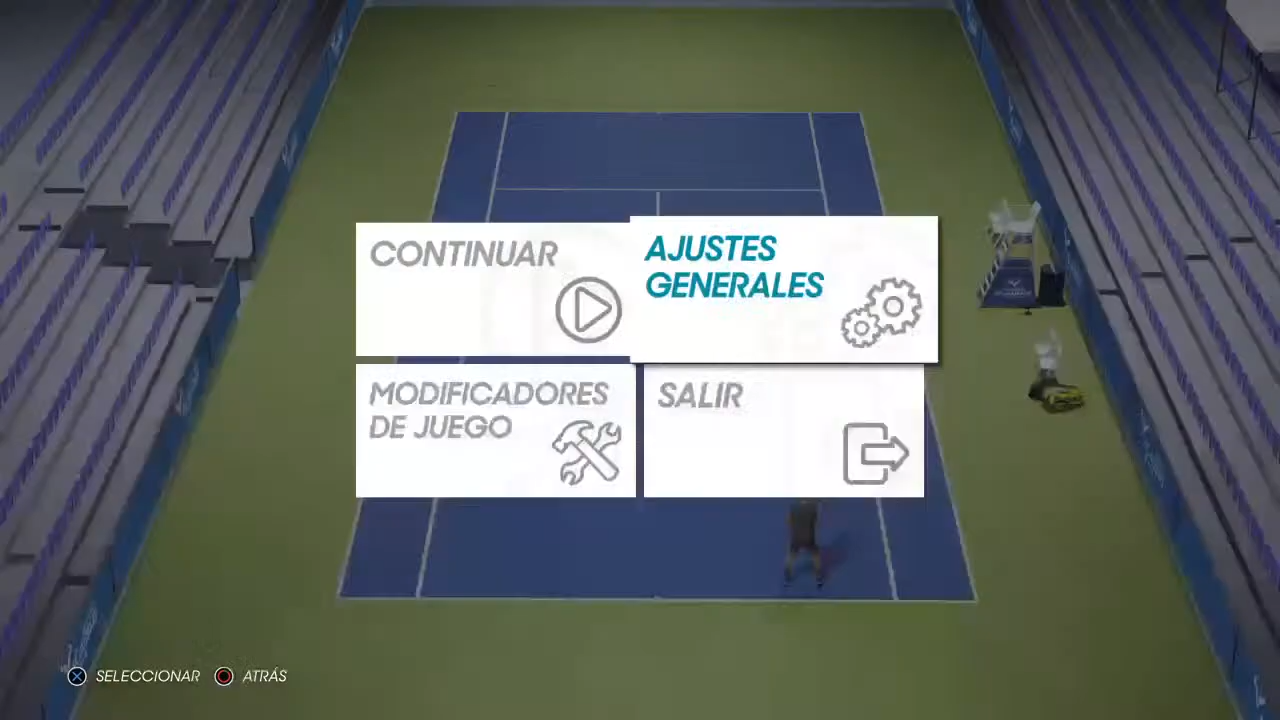 CONTINUAR
AJUSTES
GENERALES
MODIFICADORES
DE JUEGO
SALIR
SELECCIONAR
ATRÁS